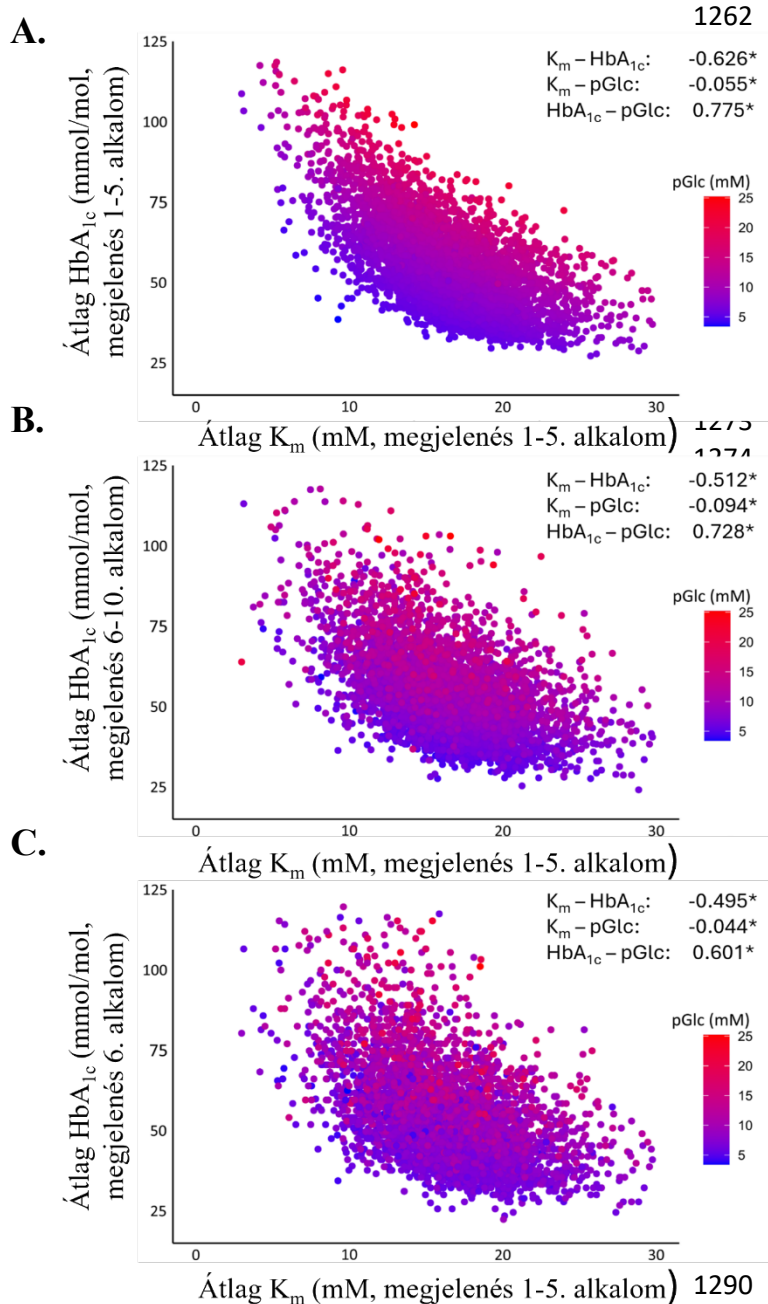 1262
A.
Átlag HbA1c (mmol/mol,
megjelenés 1-5. alkalom)
125
100
75
50
25
0 10 20 30
Km – HbA1c: -0.626*
Km – pGlc: -0.055*
HbA1c – pGlc: 0.775*
pGlc (mM)
25
20
15
10
5
Átlag Km (mM, megjelenés 1-5. alkalom)
1273
B.
Átlag HbA1c (mmol/mol,
megjelenés 6-10. alkalom)
125
100
75
50
25
0 10 20 30
Km – HbA1c: -0.512*
Km – pGlc: -0.094*
HbA1c – pGlc: 0.728*
pGlc (mM)
25
20
15
10
5
Átlag Km (mM, megjelenés 1-5. alkalom)
C.
Átlag HbA1c (mmol/mol,
megjelenés 6. alkalom)
125
100
75
50
25
0 10 20 30
Km – HbA1c: -0.495*
Km – pGlc: -0.044*
HbA1c – pGlc: 0.601*
pGlc (mM)
25
20
15
10
5
Átlag Km (mM, megjelenés 1-5. alkalom)
1290